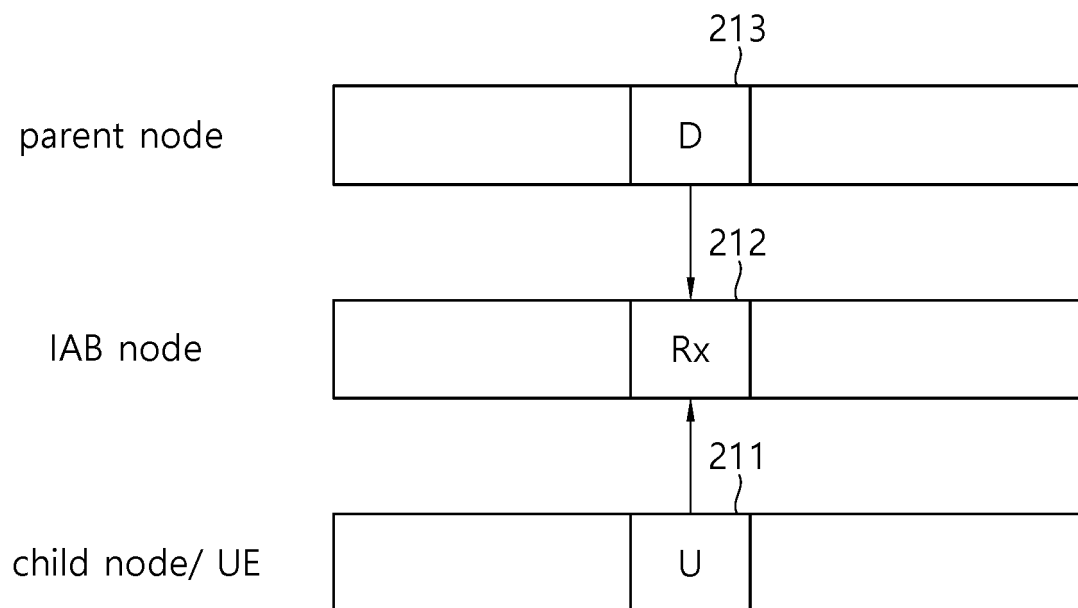 213
parent node D
212
IAB node Rx
211
child node/ UE U